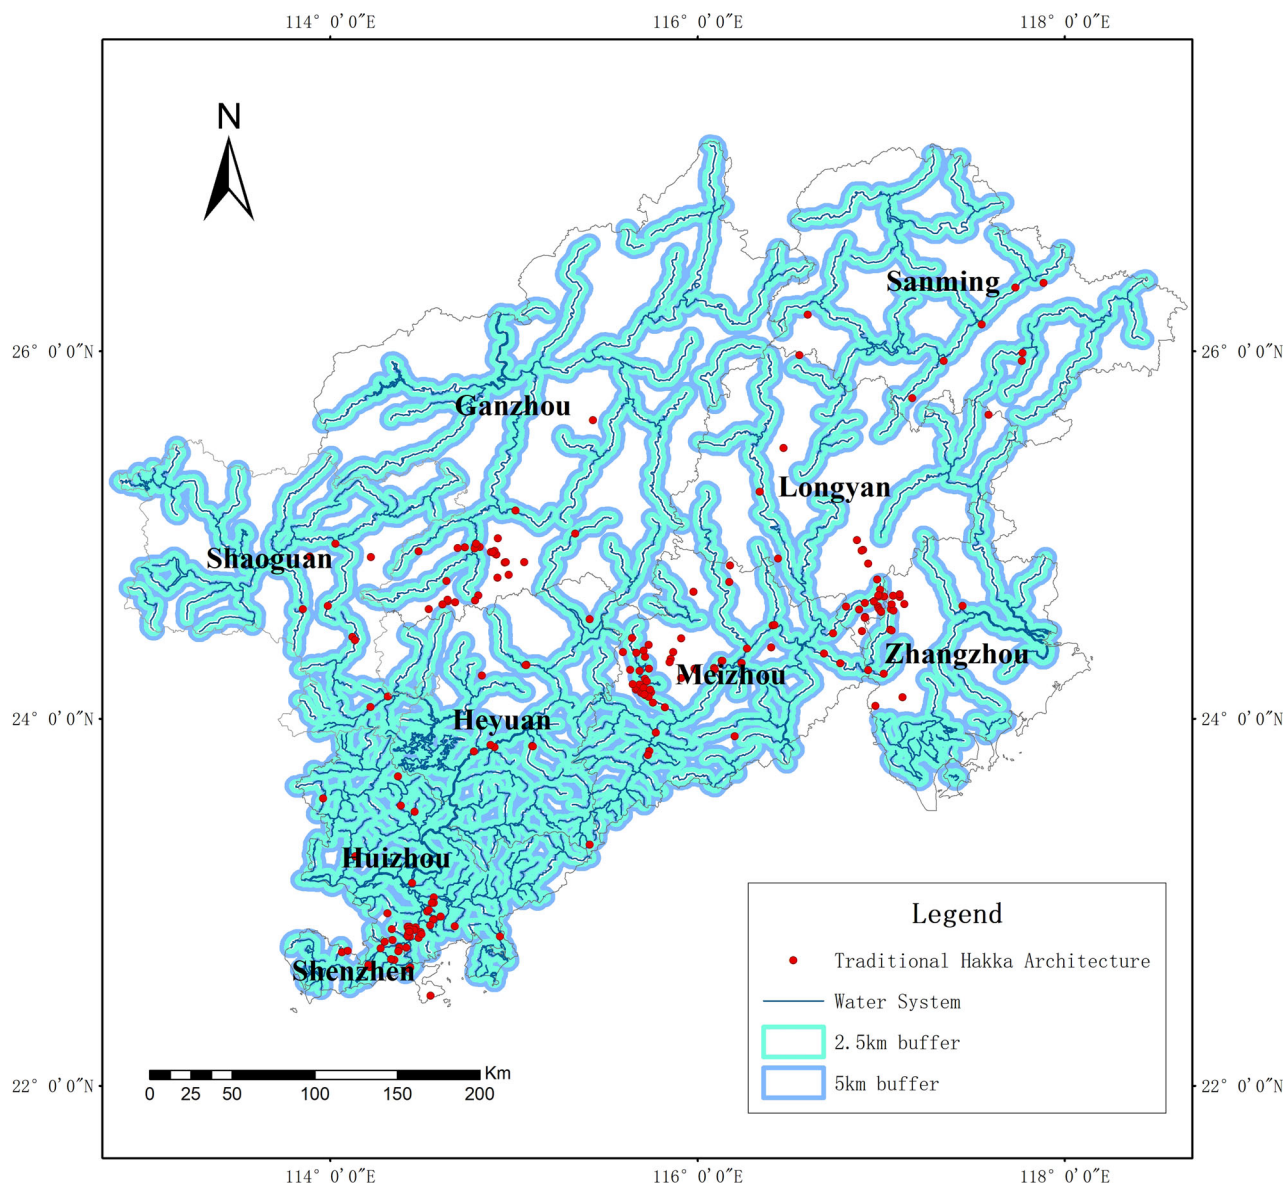 114° 0′0″E 116° 0′0″E 118° 0′0″E
N
Sanming
26° 0′0″N 26° 0′0″N
Ganzhou
Longyan
Shaoguan
Zhangzhou
Meizhou
Heyuan
24° 0′0″N 24° 0′0″N
Huizhou
Shenzhen
Legend
Traditional Hakka Architecture
Water System
2.5km buffer
5km buffer
Km
0 25 50 100 150 200
22° 0′0″N 22° 0′0″N
114° 0′0″E 116° 0′0″E 118° 0′0″E